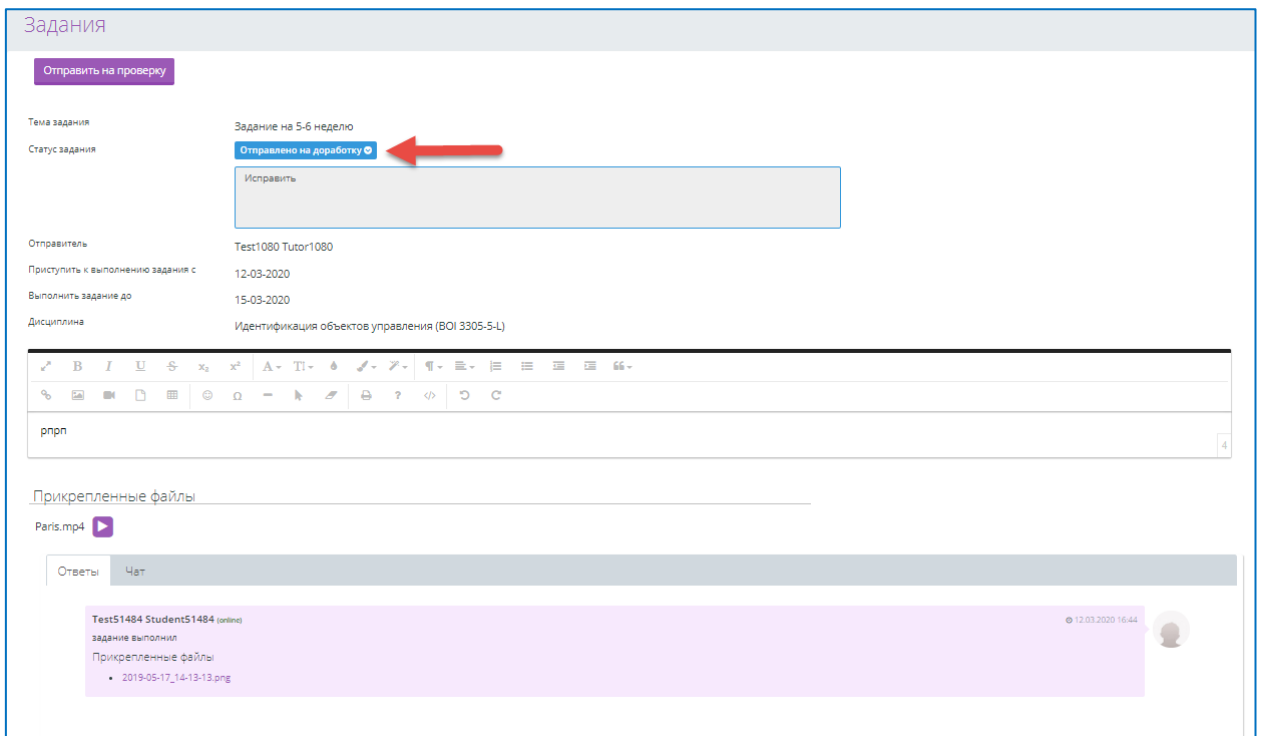 Задания
Отправить на проверку
Тема задания Задание на 5-6 неделю
Статус задания Отправлено на доработку
Исправить
Отправитель Test1080 Tutor1080
Приступить к выполнению задания с 12-03-2020
Выполнить задание до 15-03-2020
Дисциплина Идентификация объектов управления (BOI 3305-5-L)
рпрп
4
Прикрепленные файлы
Paris.mp4
Ответы Чат
Test51484 Student51484 (online) 12.03.2020 16:44
задание выполнил
Прикрепленные файлы
• 2019-05-17_14-13-13.png